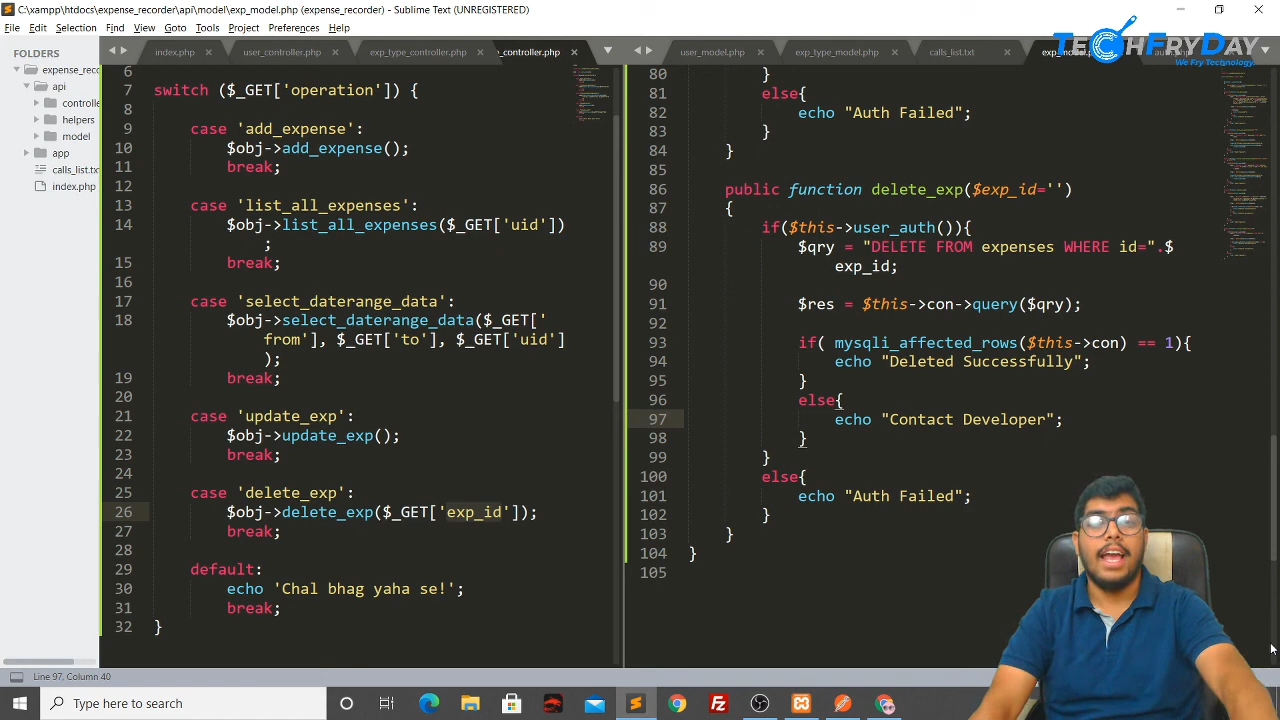 C:\xampp\htdocs\expense_recorder\api\model\exp_model.php (expense_recorder) - Sublime Text (UNREGISTERED)
File Edit Selection Find View Goto Tools Project Preferences Help
TECHFRYDAY
We Fry Technology.
FOLDERS
expense_reco
api
controlle
helpers
model
app
calls_list.txt
index.php
index.php
user_controller.php
exp_type_controller.php
_controller.php
6
7 switch ($_GET['operation']) {
8
9 case 'add_expense':
10 $obj->add_expense();
11 break;
12
13 case 'list_all_expenses':
14 $obj->list_all_expenses($_GET['uid'])
;
15 break;
16
17 case 'select_daterange_data':
18 $obj->select_daterange_data($_GET['
from'], $_GET['to'], $_GET['uid']
);
19 break;
20
21 case 'update_exp':
22 $obj->update_exp();
23 break;
24
25 case 'delete_exp':
26 $obj->delete_exp($_GET['exp_id']);
27 break;
28
29 default:
30 echo 'Chal bhag yaha se!';
31 break;
32 }
user_model.php
exp_type_model.php
calls_list.txt
80 }
81 else{
82 echo "Auth Failed";
83 }
84 }
85
86 public function delete_exp($exp_id='')
87 {
88 if($this->user_auth()){
89 $qry = "DELETE FROM expenses WHERE id=".$
exp_id;
90
91 $res = $this->con->query($qry);
92
93 if( mysqli_affected_rows($this->con) == 1){
94 echo "Deleted Successfully";
95 }
96 else{
97 echo "Contact Developer";
98 }
99 }
100 else{
101 echo "Auth Failed";
102 }
103 }
104 }
105
Line 97, Column 40
Type here to search